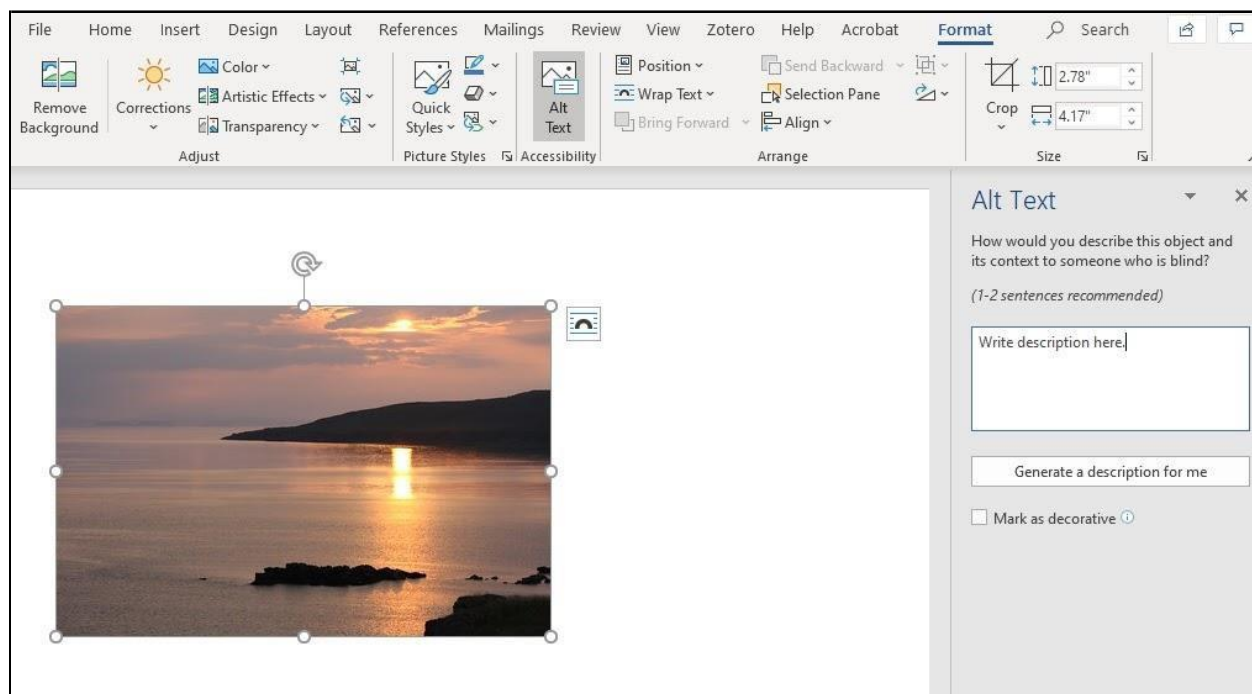 File Home Insert Design Layout References Mailings Review View Zotero Help Acrobat Format Search
Remove Background
Corrections
Color
Artistic Effects
Transparency
Adjust
Quick Styles
Picture Styles
Alt Text
Accessibility
Position
Wrap Text
Bring Forward
Send Backward
Selection Pane
Align
Arrange
Crop
2.78"
4.17"
Size
Alt Text
How would you describe this object and
its context to someone who is blind?
(1-2 sentences recommended)
Write description here.
Generate a description for me
Mark as decorative